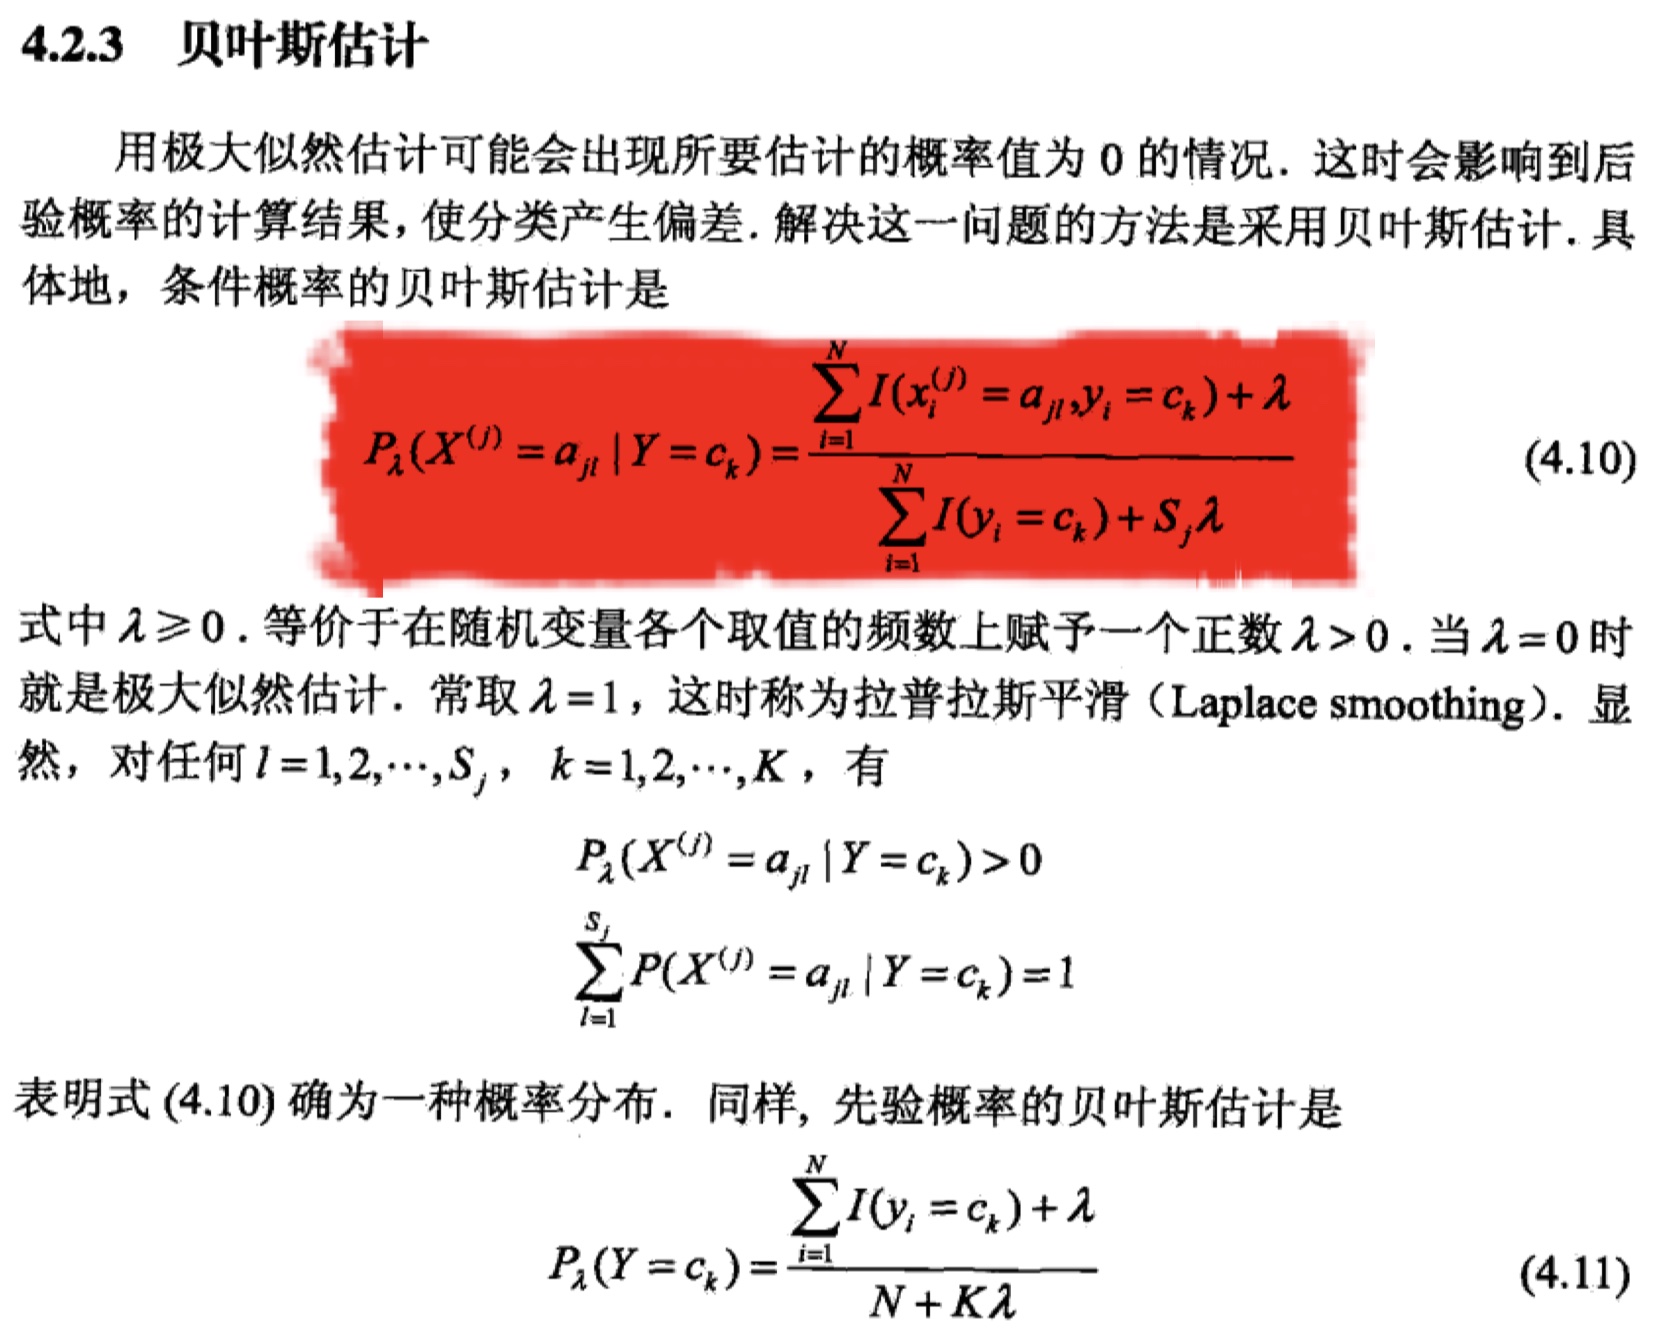 4.2.3 贝叶斯估计
用极大似然估计可能会出现所要估计的概率值为 0 的情况. 这时会影响到后
验概率的计算结果, 使分类产生偏差. 解决这一问题的方法是采用贝叶斯估计. 具
体地, 条件概率的贝叶斯估计是
$P_\lambda(X^{(j)} = a_{jl} | Y = c_k) = \frac{\sum_{i=1}^{N} I(x_i^{(j)} = a_{jl}, y_i = c_k) + \lambda}{\sum_{i=1}^{N} I(y_i = c_k) + S_j\lambda}$ (4.10)
式中 λ⩾0. 等价于在随机变量各个取值的频数上赋予一个正数 λ>0. 当 λ=0 时
就是极大似然估计. 常取 λ=1, 这时称为拉普拉斯平滑 (Laplace smoothing). 显
然, 对任何 $l=1,2,\cdots,S_j$, $k=1,2,\cdots,K$, 有
$P_\lambda(X^{(j)} = a_{jl} | Y = c_k) > 0$
$\sum_{l=1}^{S_j} P(X^{(j)} = a_{jl} | Y = c_k) = 1$
表明式 (4.10) 确为一种概率分布. 同样, 先验概率的贝叶斯估计是
$P_\lambda(Y = c_k) = \frac{\sum_{i=1}^{N} I(y_i = c_k) + \lambda}{N + K\lambda}$ (4.11)